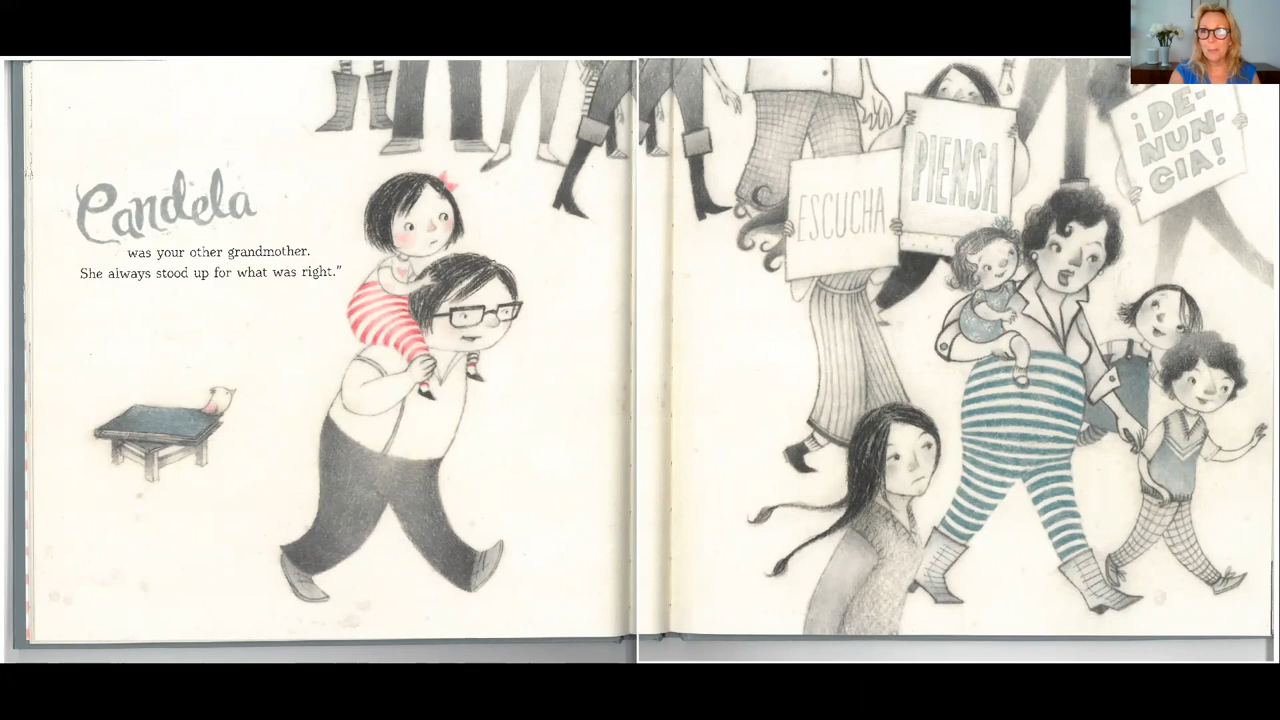 Candela
was your other grandmother.
She always stood up for what was right.”
ESCUCHA
PIENSA
¡DE-
NUN-
CIA!